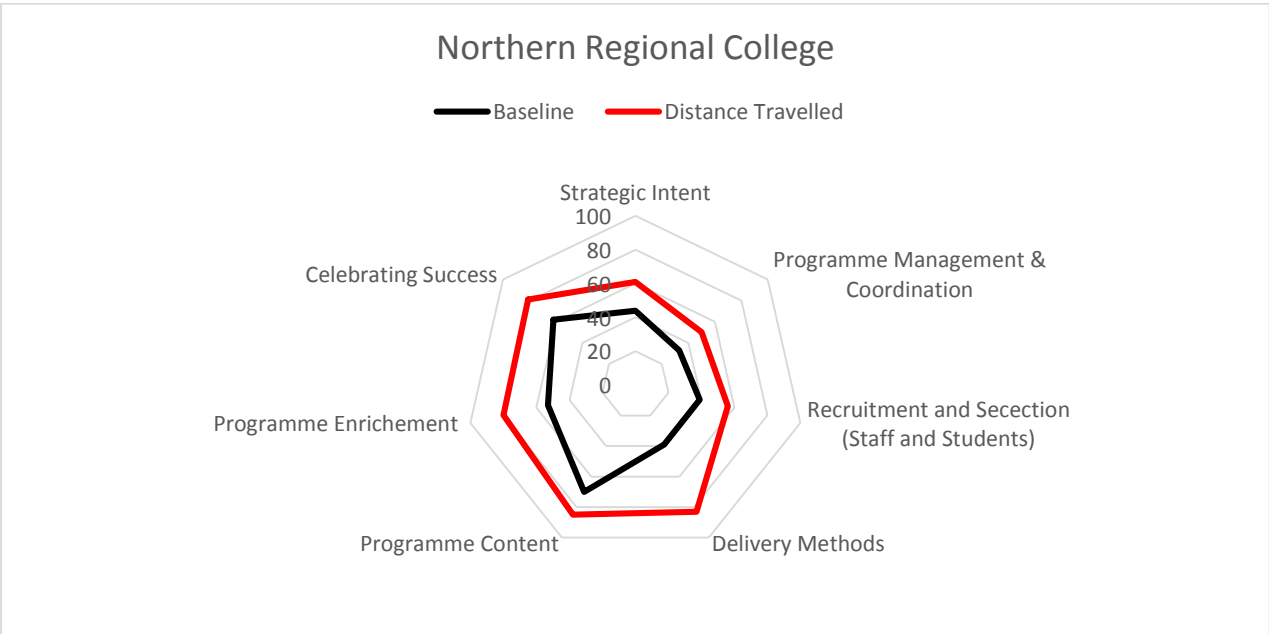 Northern Regional College
Baseline
Distance Travelled
Strategic Intent
100
80
60
40
20
0
Programme Management &
Coordination
Recruitment and Secection
(Staff and Students)
Delivery Methods
Programme Content
Programme Enrichement
Celebrating Success